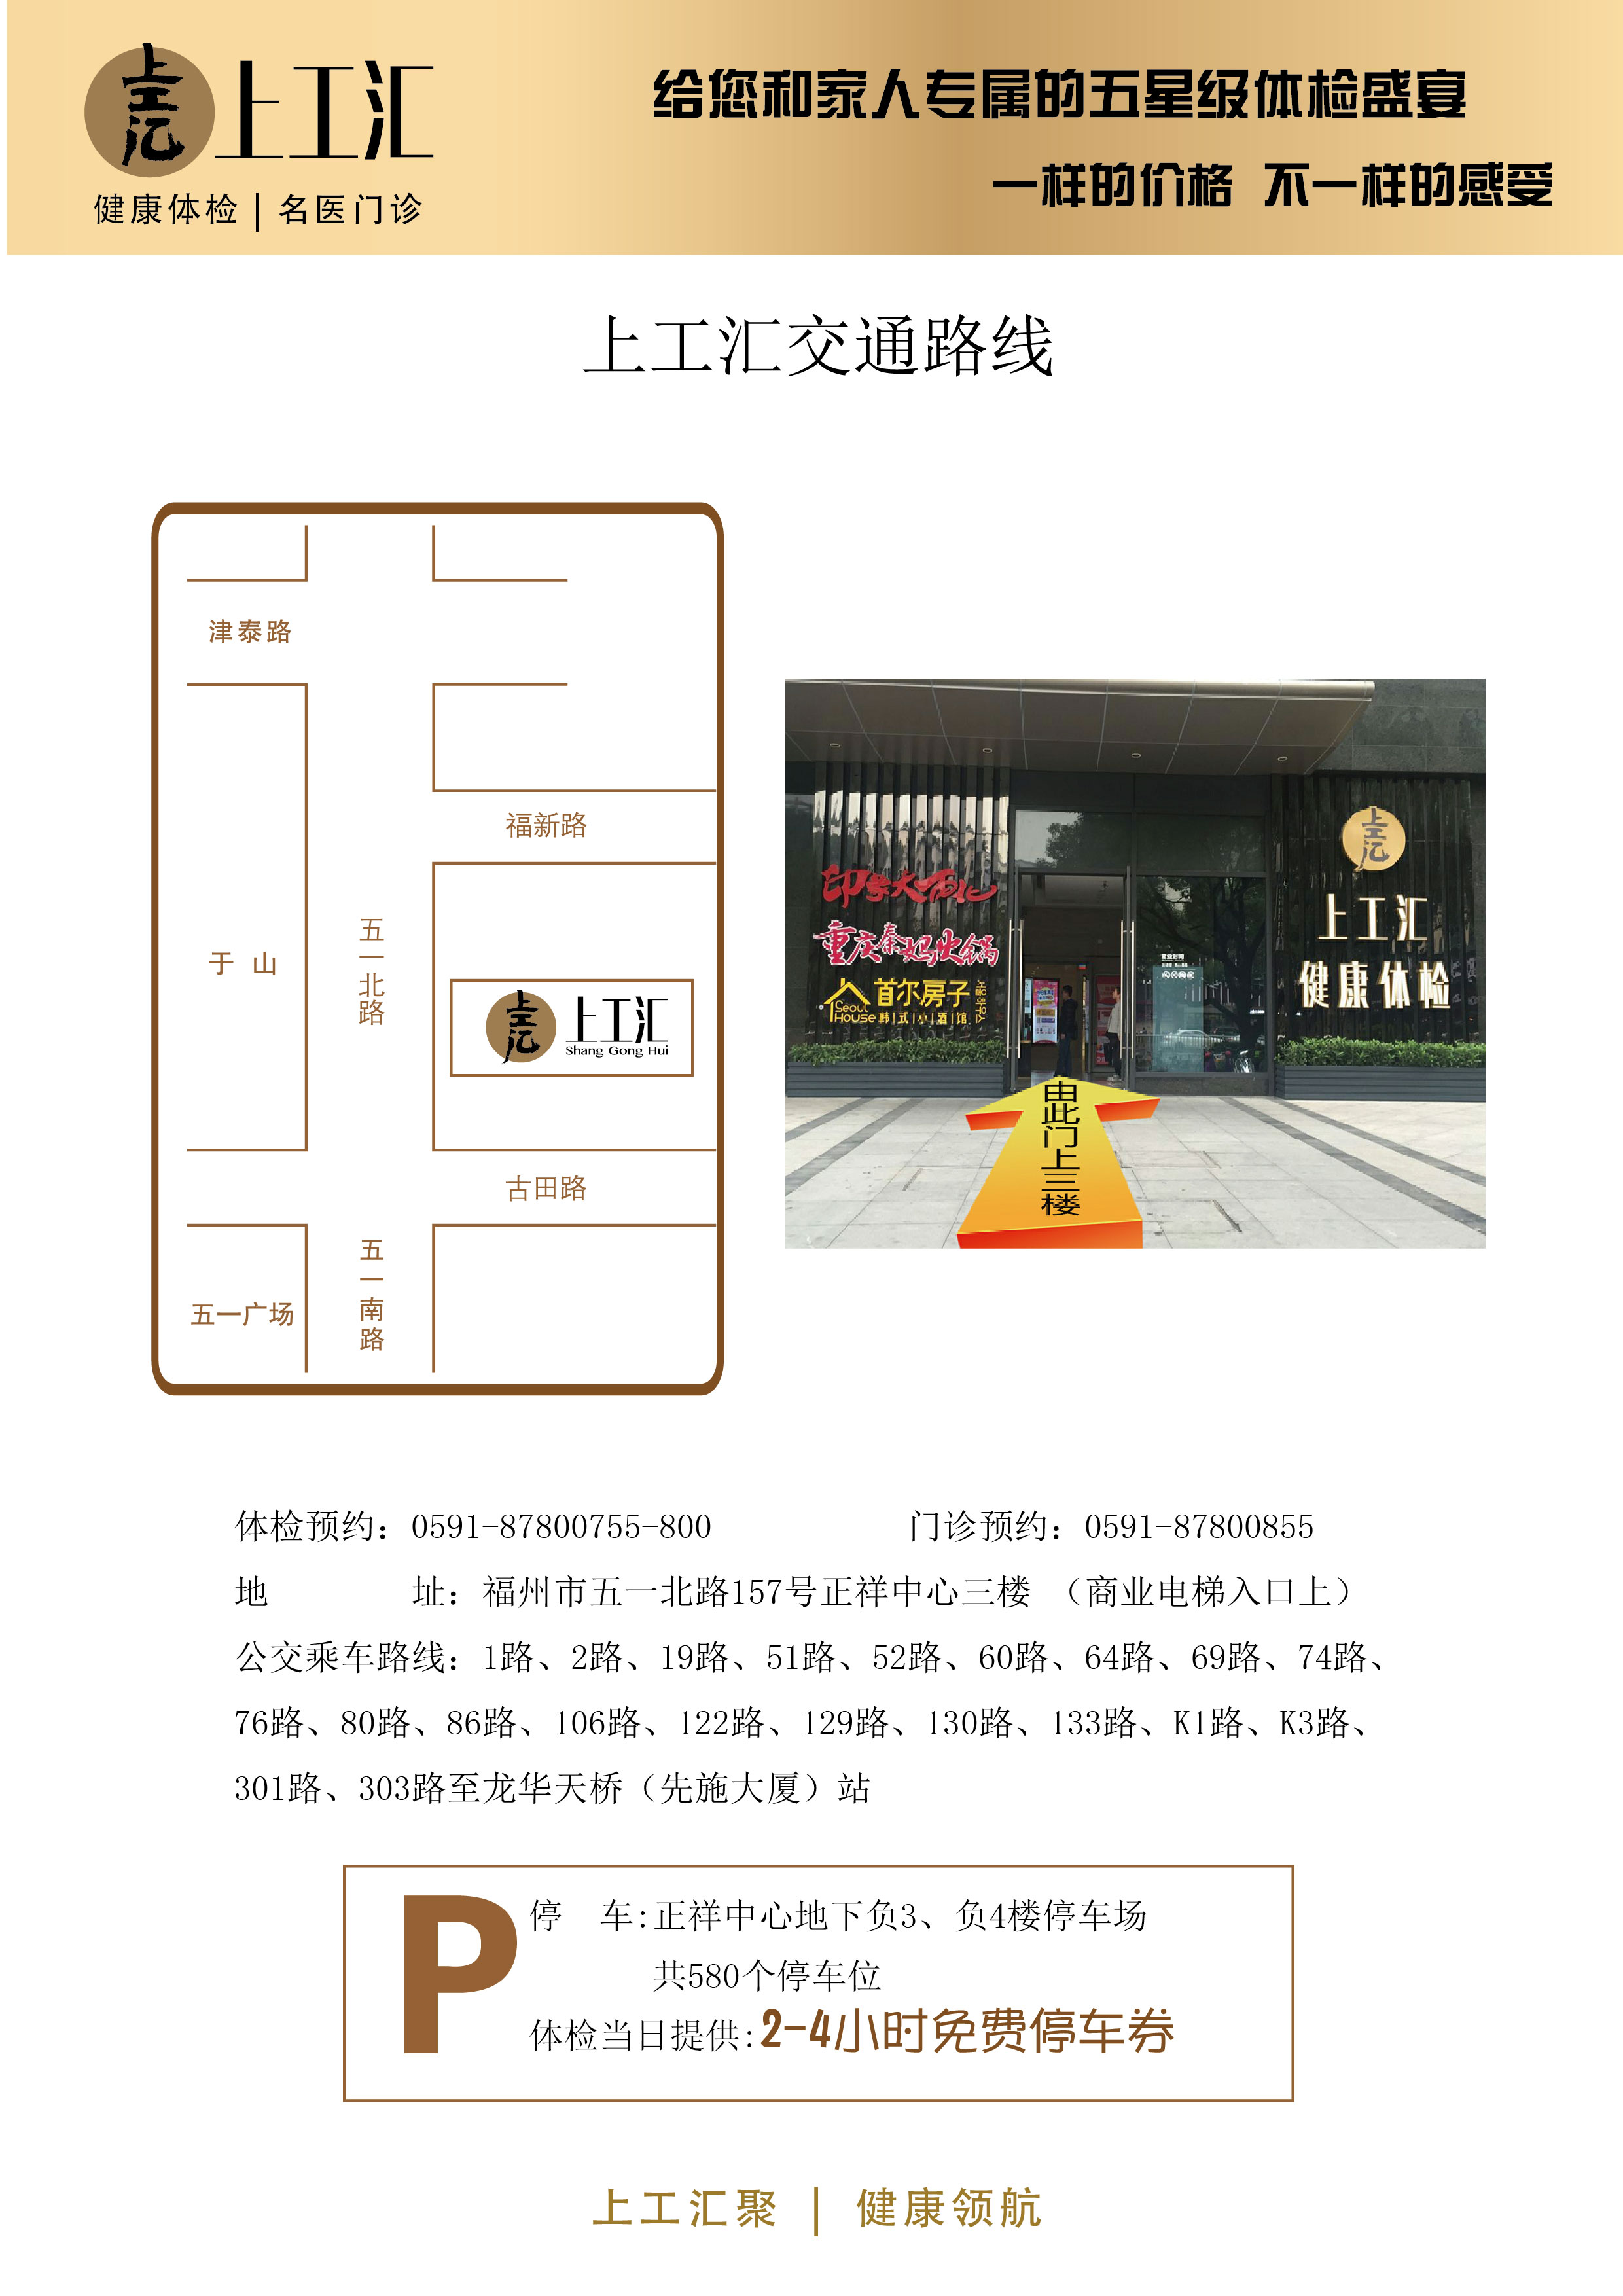 上工汇
上工汇
健康体检 | 名医门诊
给您和家人专属的五星级体检盛宴
一样的价格 不一样的感受
上工汇交通路线
津泰路
福新路
于 山
五一北路
上工汇
上工汇
Shang Gong Hui
古田路
五一南路
五一广场
重庆秦妈火锅
首尔房子
Seoul
House 韩|式|小|酒|馆
营业时间
上工汇
上工汇
健康体检
由此门上三楼
体检预约：0591-87800755-800 门诊预约：0591-87800855
地 址：福州市五一北路157号正祥中心三楼 （商业电梯入口上）
公交乘车路线：1路、2路、19路、51路、52路、60路、64路、69路、74路、
76路、80路、86路、106路、122路、129路、130路、133路、K1路、K3路、
301路、303路至龙华天桥（先施大厦）站
P
停 车:正祥中心地下负3、负4楼停车场
共580个停车位
体检当日提供:2-4小时免费停车券
上工汇聚 | 健康领航